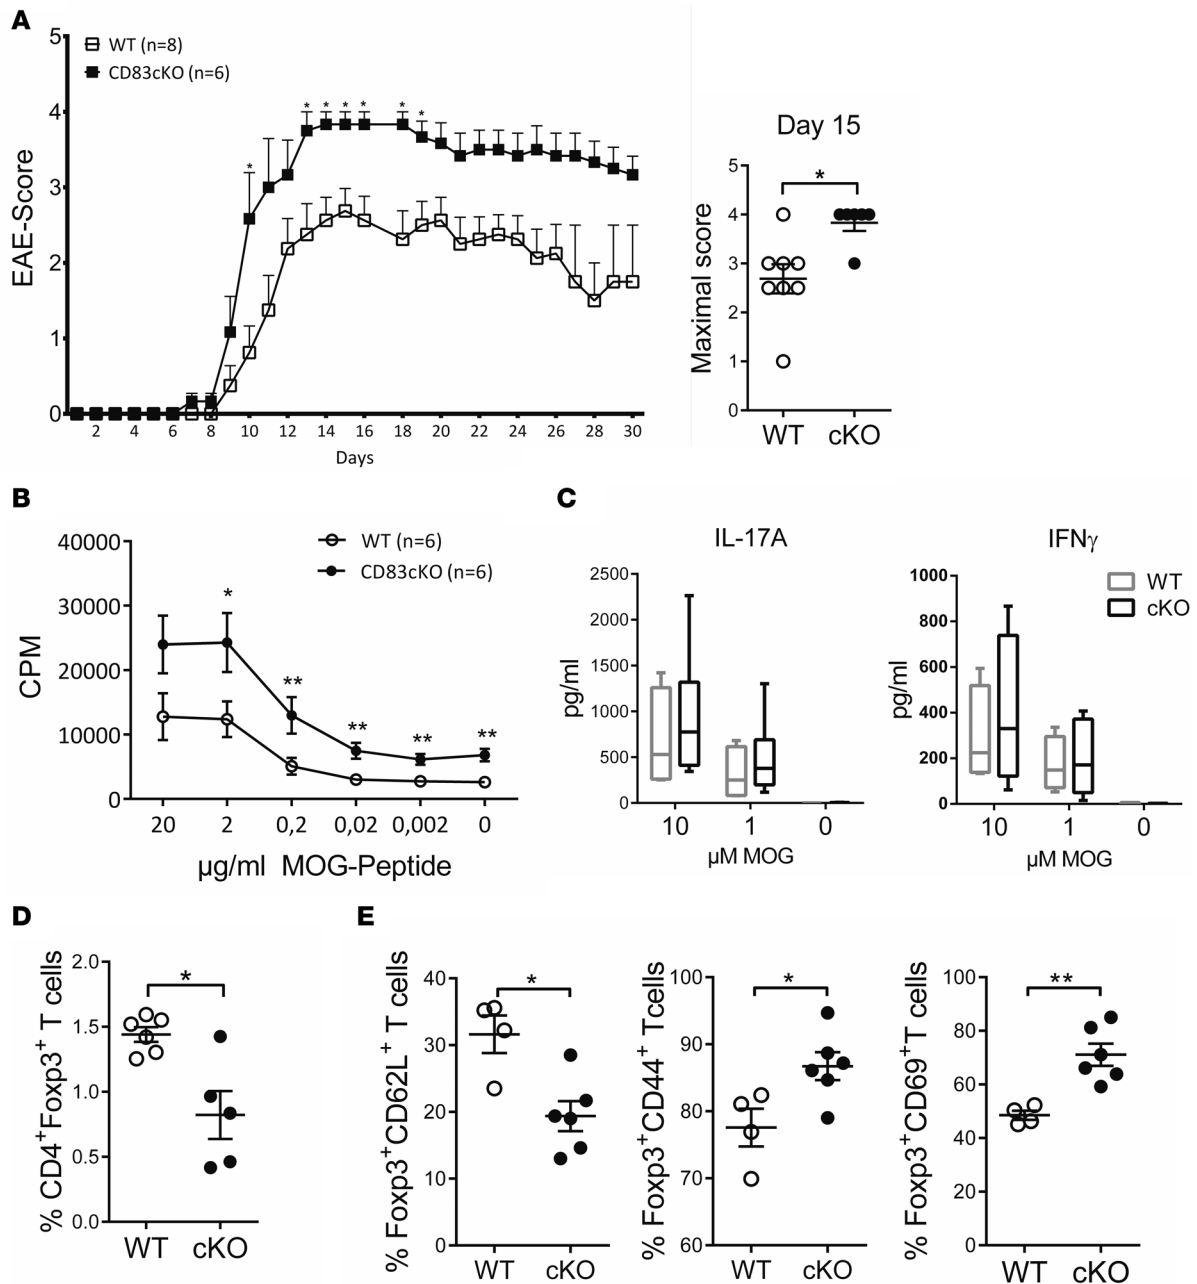 A
WT (n=8)
CD83cKO (n=6)
EAE-Score
5
4
3
2
1
0
* * * * * * *
2 4 6 8 10 12 14 16 18 20 22 24 26 28 30
Days
Day 15
*
Maximal score
5
4
3
2
1
0
WT cKO
B
WT (n=6)
CD83cKO (n=6)
CPM
40000
30000
20000
10000
0
* ** ** ** **
20 2 0,2 0,02 0,002 0
µg/ml MOG-Peptide
C
IL-17A
pg/ml
2500
2000
1500
1000
500
0
10 1 0
µM MOG
IFNγ
WT
cKO
pg/ml
1000
800
600
400
200
0
10 1 0
µM MOG
D
% CD4+Foxp3+ T cells
2.0
1.5
1.0
0.5
0.0
*
WT cKO
E
% Foxp3+CD62L+ T cells
40
30
20
10
0
*
WT cKO
% Foxp3+CD44+ Tcells
100
90
80
70
60
*
WT cKO
% Foxp3+CD69+T cells
100
80
60
40
20
0
**
WT cKO